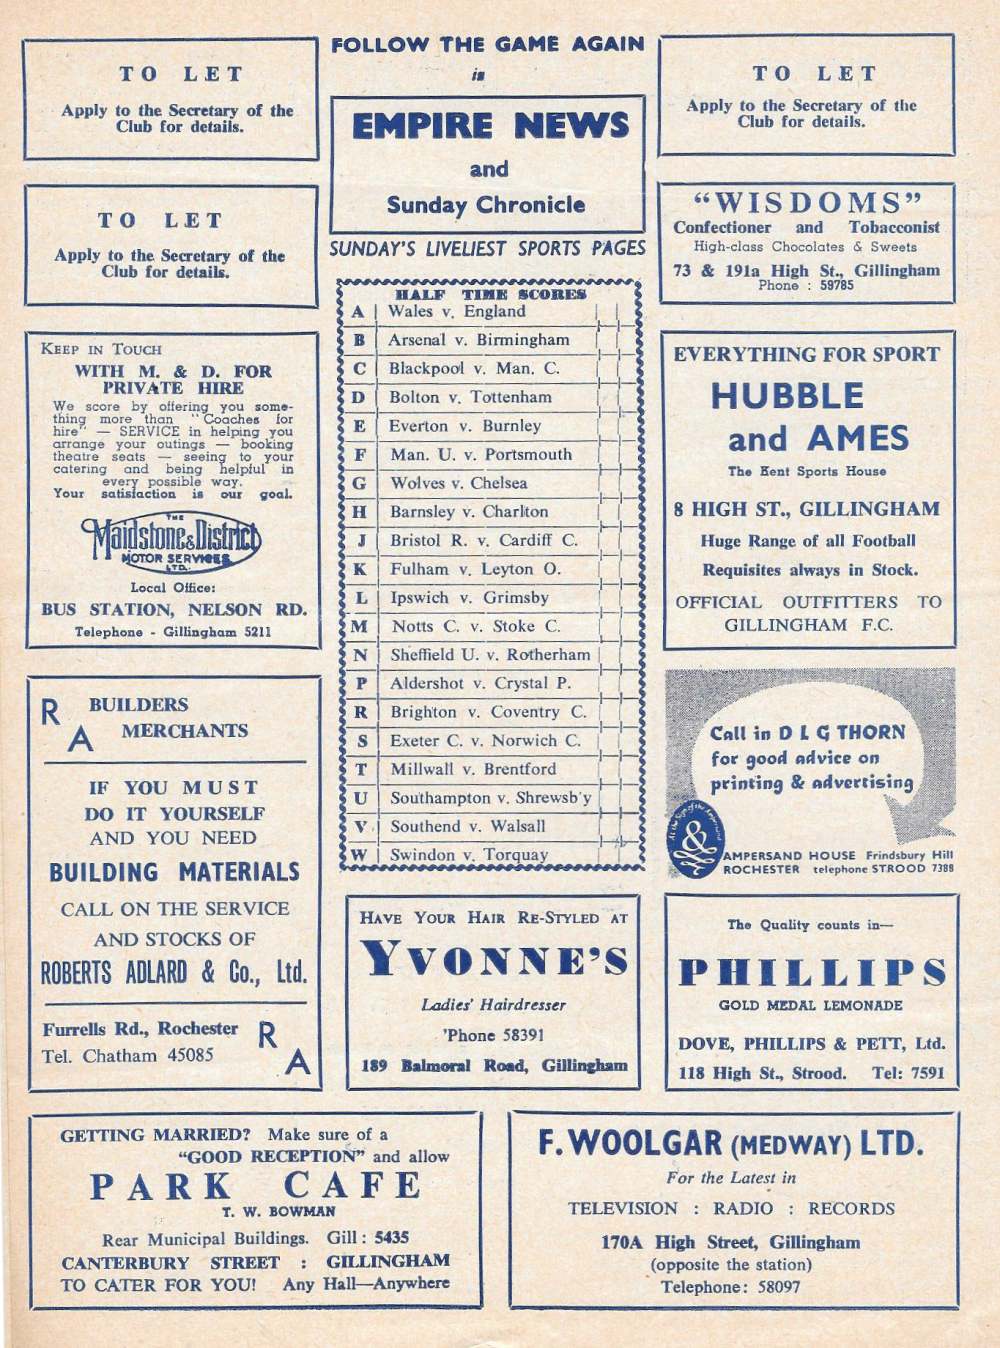 TO LET
Apply to the Secretary of the
Club for details.
TO LET
Apply to the Secretary of the
Club for details.
KEEP IN TOUCH
WITH M. & D. FOR
PRIVATE HIRE
We score by offering you some-
thing more than "Coaches for
hire" — SERVICE in helping you
arrange your outings — booking
theatre seats — seeing to your
catering and being helpful in
every possible way.
Your satisfaction is our goal.
THE
Maidstone & District
MOTOR SERVICES
LTD.
Local Office:
BUS STATION, NELSON RD.
Telephone - Gillingham 5211
R A
BUILDERS
MERCHANTS
IF YOU MUST
DO IT YOURSELF
AND YOU NEED
BUILDING MATERIALS
CALL ON THE SERVICE
AND STOCKS OF
ROBERTS ADLARD & Co., Ltd.
Furrells Rd., Rochester
Tel. Chatham 45085
R A
FOLLOW THE GAME AGAIN
in
EMPIRE NEWS
and
Sunday Chronicle
SUNDAY'S LIVELIEST SPORTS PAGES
HALF TIME SCORES
A Wales v. England
B Arsenal v. Birmingham
C Blackpool v. Man. C.
D Bolton v. Tottenham
E Everton v. Burnley
F Man. U. v. Portsmouth
G Wolves v. Chelsea
H Barnsley v. Charlton
J Bristol R. v. Cardiff C.
K Fulham v. Leyton O.
L Ipswich v. Grimsby
M Notts C. v. Stoke C.
N Sheffield U. v. Rotherham
P Aldershot v. Crystal P.
R Brighton v. Coventry C.
S Exeter C. v. Norwich C.
T Millwall v. Brentford
U Southampton v. Shrewsb'y
V Southend v. Walsall
W Swindon v. Torquay
HAVE YOUR HAIR RE-STYLED AT
YVONNE'S
Ladies' Hairdresser
'Phone 58391
189 Balmoral Road, Gillingham
TO LET
Apply to the Secretary of the
Club for details.
"WISDOMS"
Confectioner and Tobacconist
High-class Chocolates & Sweets
73 & 191a High St., Gillingham
Phone : 59785
EVERYTHING FOR SPORT
HUBBLE
and AMES
The Kent Sports House
8 HIGH ST., GILLINGHAM
Huge Range of all Football
Requisites always in Stock.
OFFICIAL OUTFITTERS TO
GILLINGHAM F.C.
Call in D L G THORN
for good advice on
printing & advertising
At the Sign of the Ampersand
&
AMPERSAND HOUSE Frindsbury Hill
ROCHESTER telephone STROOD 7388
The Quality counts in—
PHILLIPS
GOLD MEDAL LEMONADE
DOVE, PHILLIPS & PETT, Ltd.
118 High St., Strood. Tel: 7591
GETTING MARRIED? Make sure of a
"GOOD RECEPTION" and allow
PARK CAFE
T. W. BOWMAN
Rear Municipal Buildings. Gill : 5435
CANTERBURY STREET : GILLINGHAM
TO CATER FOR YOU! Any Hall—Anywhere
F. WOOLGAR (MEDWAY) LTD.
For the Latest in
TELEVISION : RADIO : RECORDS
170A High Street, Gillingham
(opposite the station)
Telephone: 58097